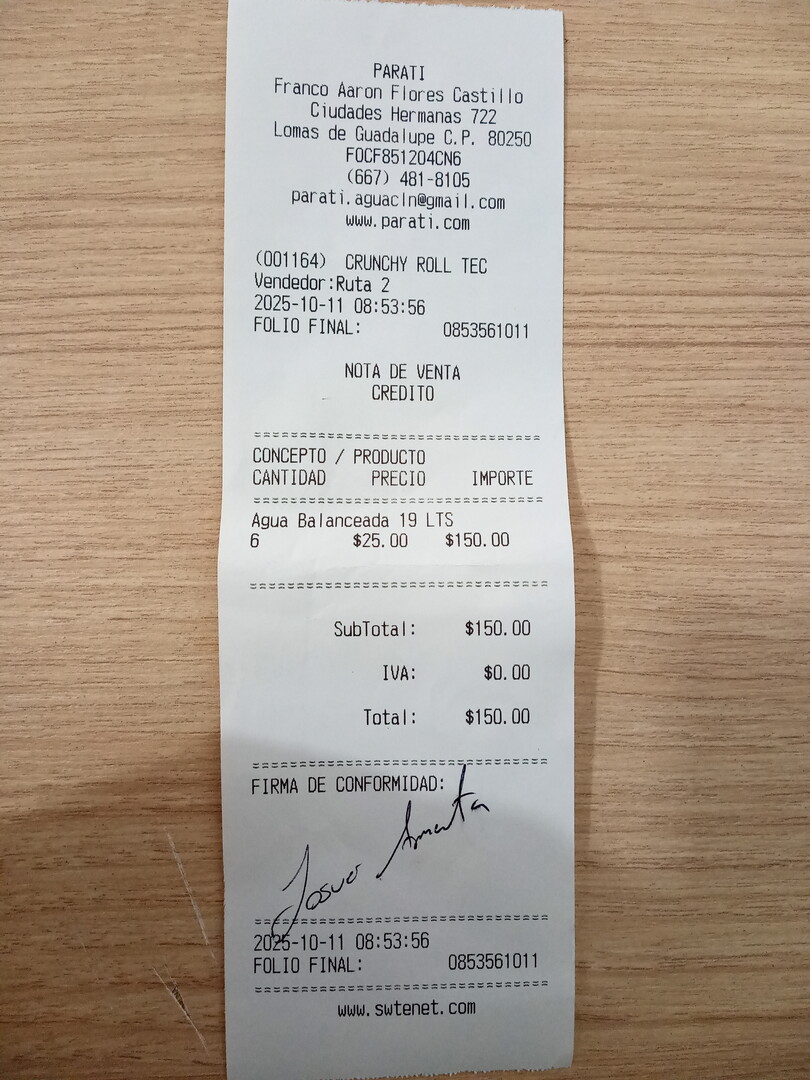 PARATI
Franco Aaron Flores Castillo
Ciudades Hermanas 722
Lomas de Guadalupe C.P. 80250
FOCF851204CN6
(667) 481-8105
parati.aguacln@gmail.com
www.parati.com
(001164) CRUNCHY ROLL TEC
Vendedor:Ruta 2
2025-10-11 08:53:56
FOLIO FINAL: 0853561011
NOTA DE VENTA
CREDITO
CONCEPTO / PRODUCTO
CANTIDAD PRECIO IMPORTE
Agua Balanceada 19 LTS
6 $25.00 $150.00
SubTotal: $150.00
IVA: $0.00
Total: $150.00
FIRMA DE CONFORMIDAD:
Josue
2025-10-11 08:53:56
FOLIO FINAL: 0853561011
www.swtenet.com